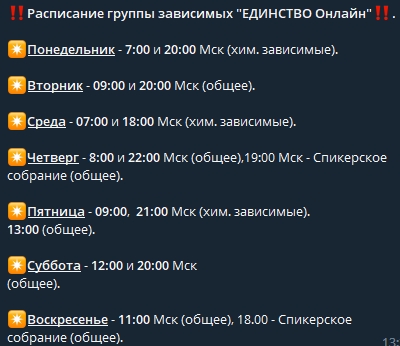 ‼️Расписание группы зависимых "ЕДИНСТВО Онлайн"‼️.
Понедельник - 7:00 и 20:00 Мск (хим. зависимые).
Вторник - 09:00 и 20:00 Мск (общее).
Среда - 07:00 и 18:00 Мск (хим. зависимые).
Четверг - 8:00 и 22:00 Мск (общее),19:00 Мск - Спикерское
собрание (общее).
Пятница - 09:00, 21:00 Мск (хим. зависимые).
13:00 (общее).
Суббота - 12:00 и 20:00 Мск
(общее).
Воскресенье - 11:00 Мск (общее), 18.00 - Спикерское
собрание (общее).